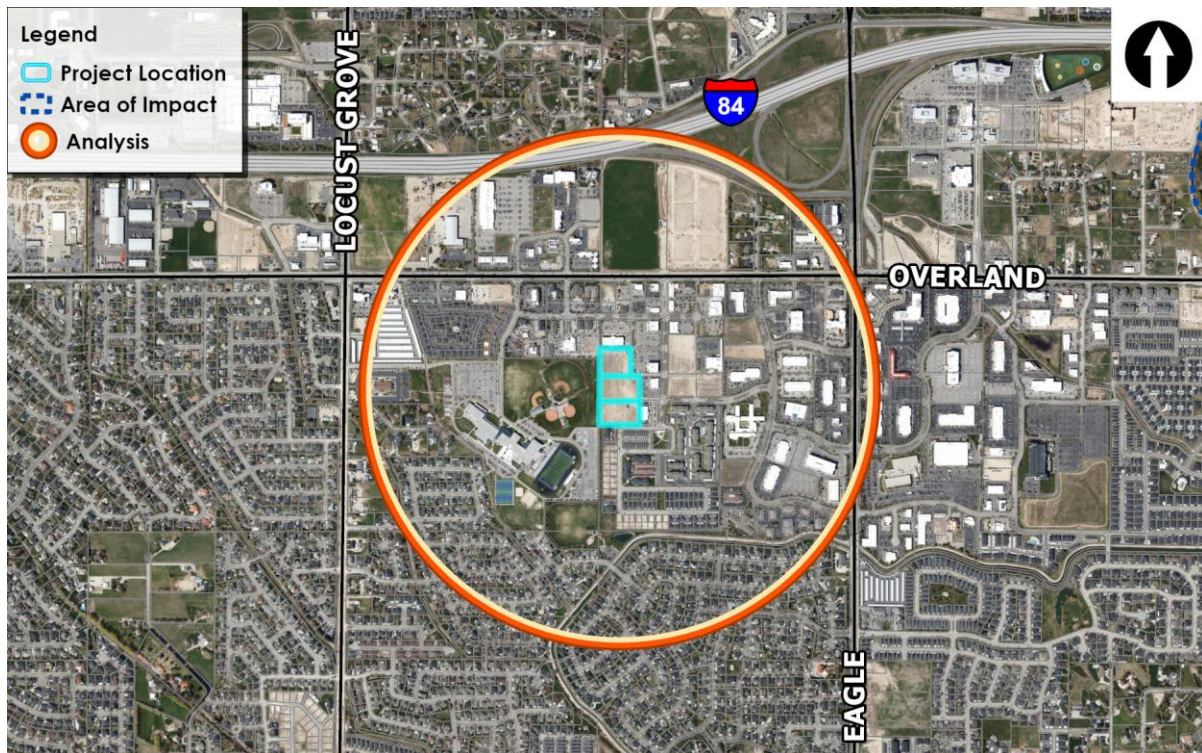 Legend
Project Location
Area of Impact
Analysis
LOCUST GROVE
84
OVERLAND
EAGLE